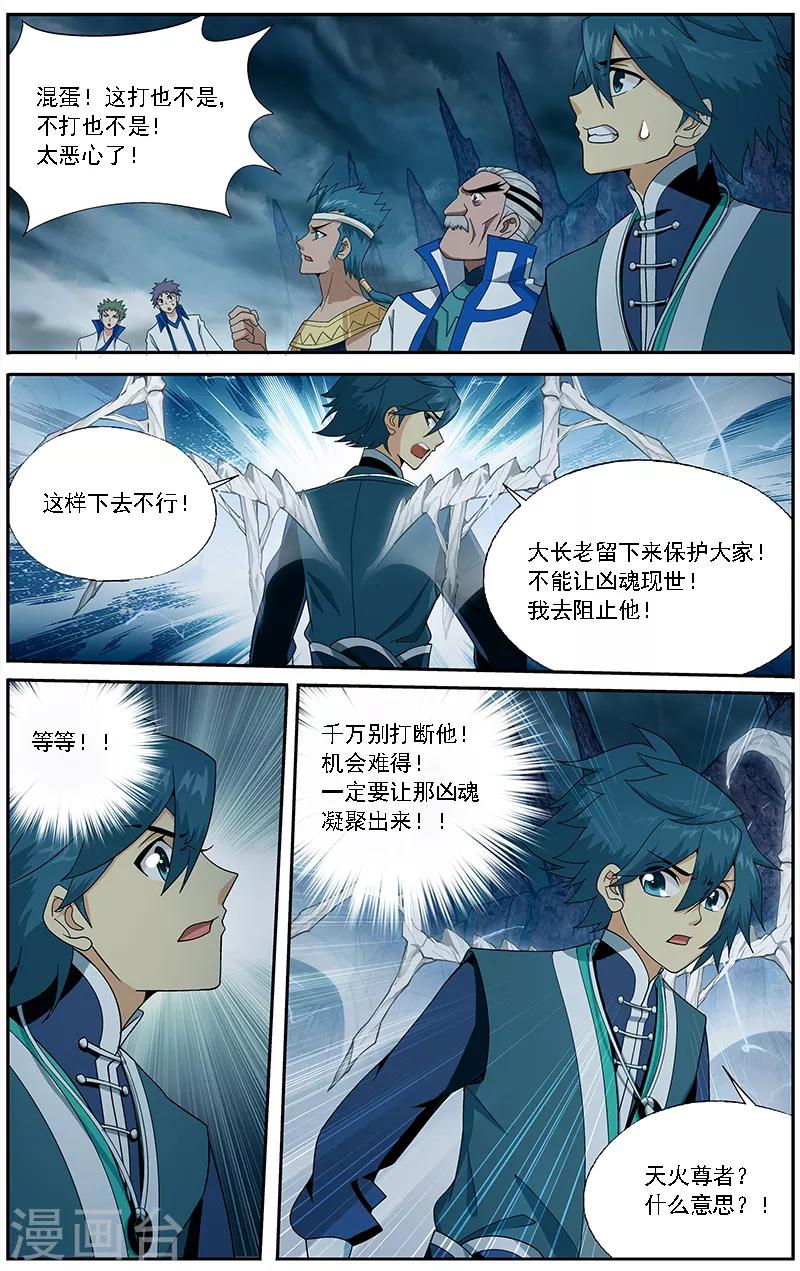 混蛋！这打也不是，
不打也不是！
太恶心了！
这样下去不行！
大长老留下来保护大家！
不能让凶魂现世！
我去阻止他！
等等！！
千万别打断他！
机会难得！
一定要让那凶魂
凝聚出来！！
天火尊者？
什么意思？！
漫画台